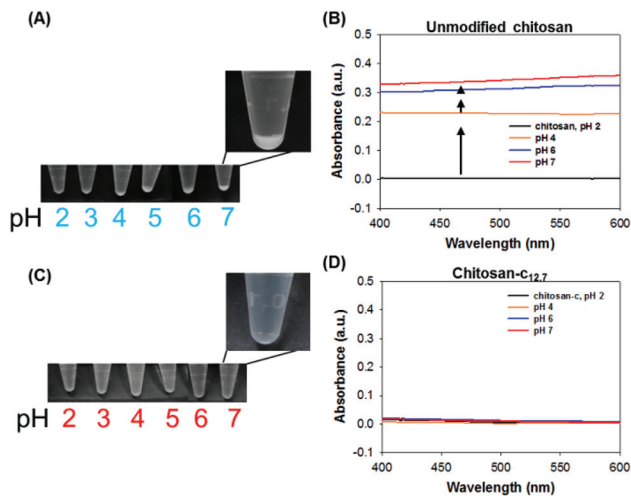 (A)
pH 2 3 4 5 6 7
(B)
Unmodified chitosan
Absorbance (a.u.)
0.5
0.4
0.3
0.2
0.1
0.0
-0.1
chitosan, pH 2
pH 4
pH 6
pH 7
400 450 500 550 600
Wavelength (nm)
(C)
pH 2 3 4 5 6 7
(D)
Chitosan-c12.7
Absorbance (a.u.)
0.5
0.4
0.3
0.2
0.1
0.0
-0.1
chitosan-c, pH 2
pH 4
pH 6
pH 7
400 450 500 550 600
Wavelength (nm)